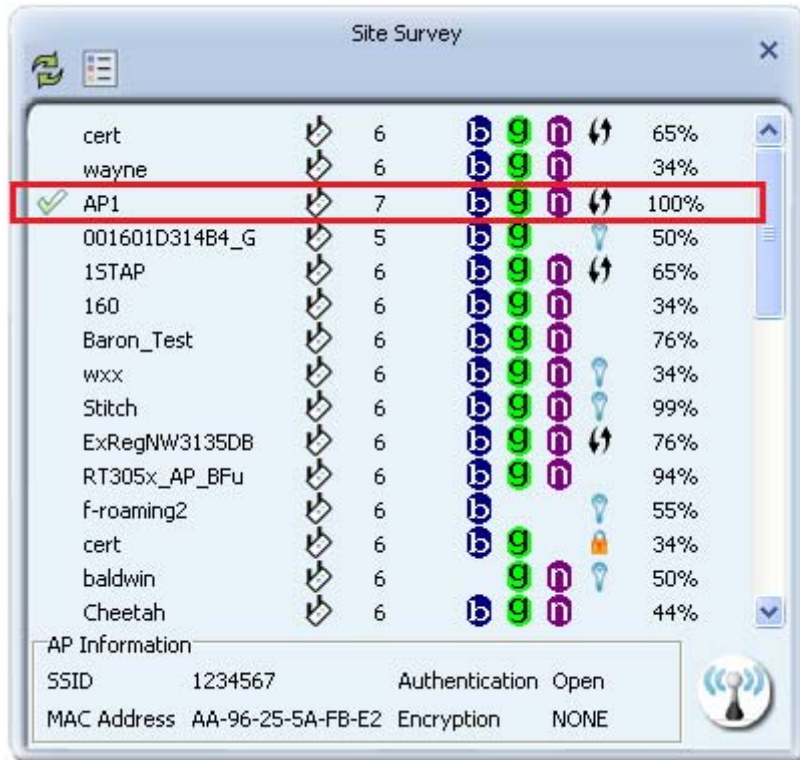 Site Survey
cert 6 b g n 65%
wayne 6 b g n 34%
AP1 7 b g n 100%
001601D314B4_G 5 b g 50%
1STAP 6 b g n 65%
160 6 b g n 34%
Baron_Test 6 b g n 76%
wxx 6 b g n 34%
Stitch 6 b g n 99%
ExRegNW3135DB 6 b g n 76%
RT305x_AP_BFu 6 b g n 94%
f-roaming2 6 b 55%
cert 6 b g 34%
baldwin 6 g n 50%
Cheetah 6 b g n 44%
AP Information
SSID 1234567 Authentication Open
MAC Address AA-96-25-5A-FB-E2 Encryption NONE